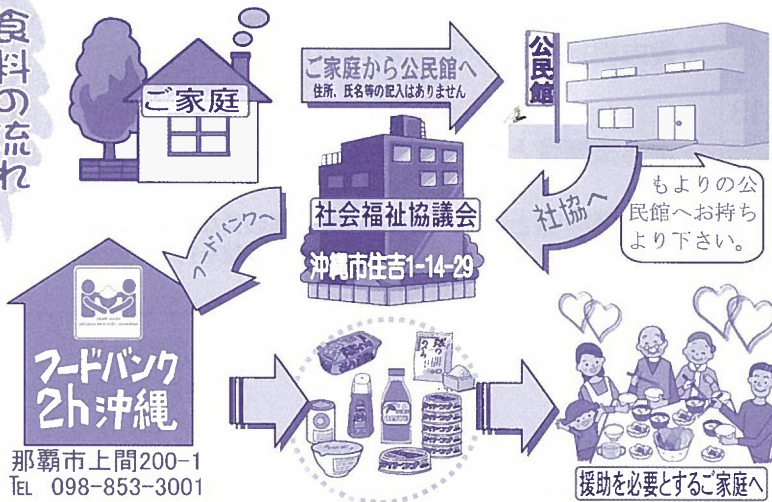 食料の流れ
ご家庭
ご家庭から公民館へ
住所、氏名等の記入はありません
公民館
もよりの公
民館へお持ち
より下さい。
社協へ
社会福祉協議会
沖縄市住吉1-14-29
フードバンクへ
フードバンク
2h沖縄
那覇市上間200-1
TEL 098-853-3001
援助を必要とするご家庭へ